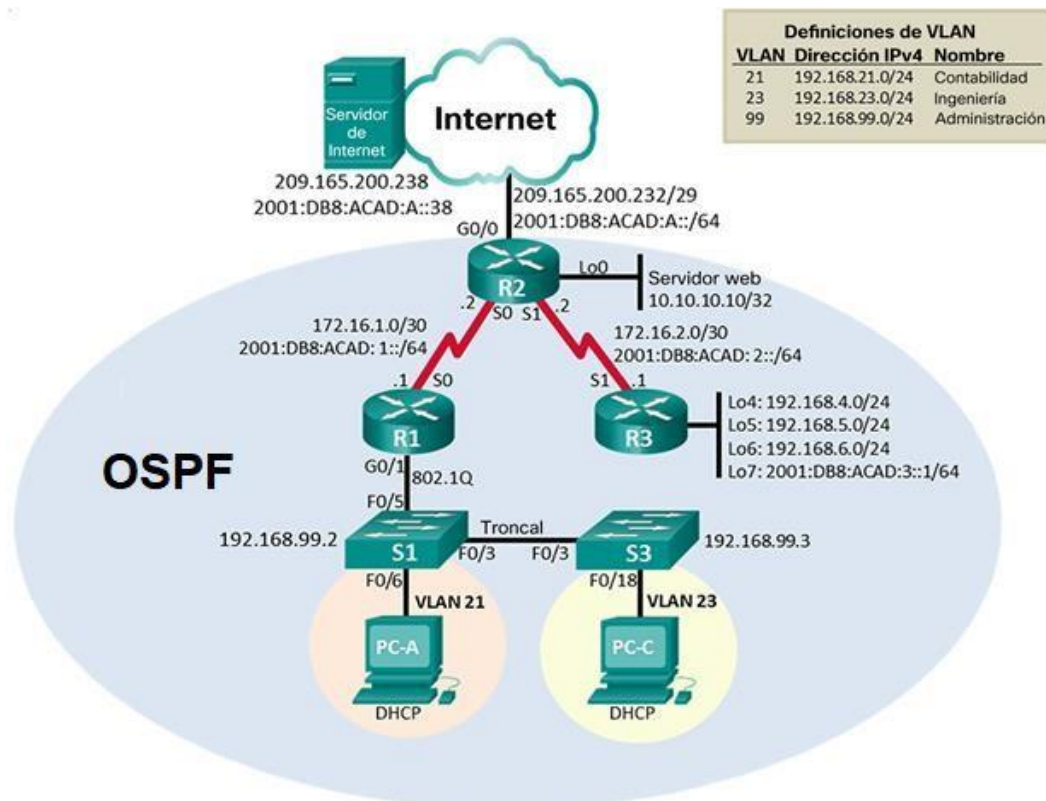 Definiciones de VLAN
VLAN Dirección IPv4 Nombre
21 192.168.21.0/24 Contabilidad
23 192.168.23.0/24 Ingeniería
99 192.168.99.0/24 Administración
Servidor
de
Internet
Internet
209.165.200.238
2001:DB8:ACAD:A::38
209.165.200.232/29
2001:DB8:ACAD:A::/64
G0/0
R2
Lo0
Servidor web
10.10.10.10/32
.2
S0
S1
.2
172.16.1.0/30
2001:DB8:ACAD: 1::/64
172.16.2.0/30
2001:DB8:ACAD: 2::/64
.1
S0
S1
.1
R1
R3
Lo4: 192.168.4.0/24
Lo5: 192.168.5.0/24
Lo6: 192.168.6.0/24
Lo7: 2001:DB8:ACAD:3::1/64
OSPF
G0/1
802.1Q
F0/5
192.168.99.2
S1
F0/3
Troncal
F0/3
S3
192.168.99.3
F0/6
VLAN 21
F0/18
VLAN 23
PC-A
PC-C
DHCP
DHCP